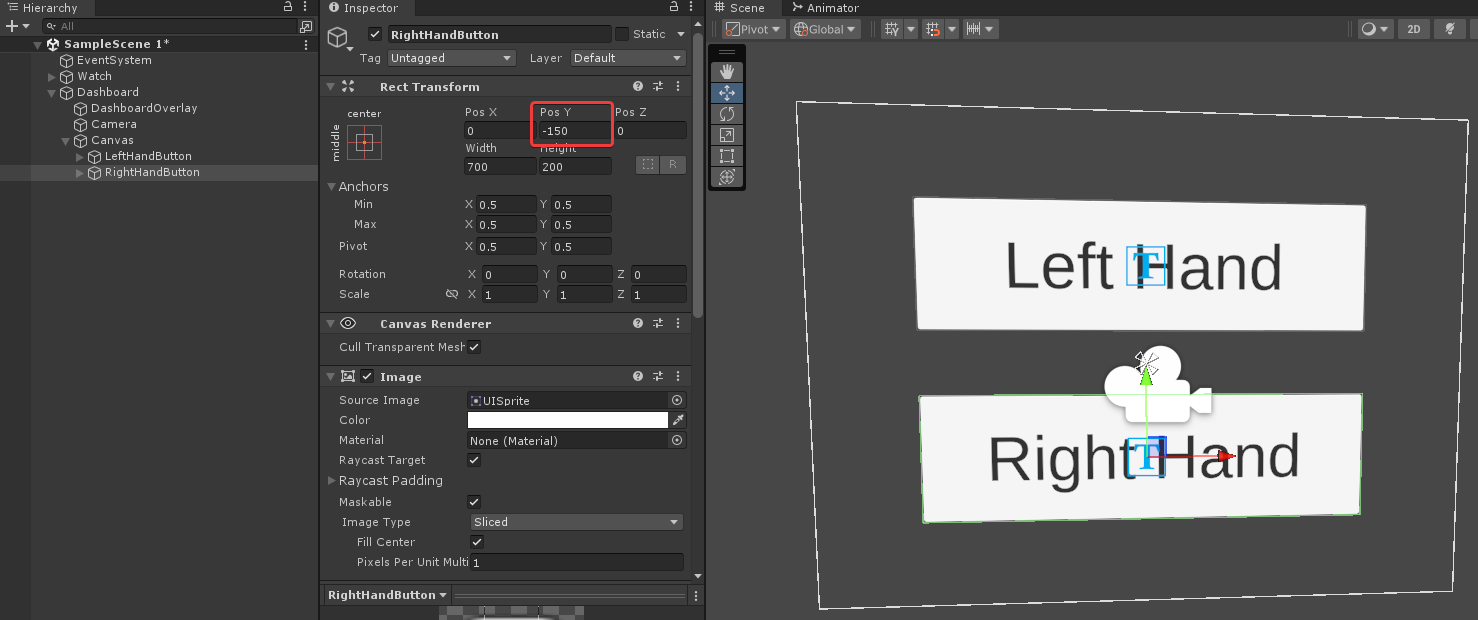 Hierarchy
All
SampleScene 1*
EventSystem
Watch
Dashboard
DashboardOverlay
Camera
Canvas
LeftHandButton
RightHandButton
Inspector
RightHandButton
Static
Tag Untagged Layer Default
Rect Transform
center
middle
Pos X Pos Y Pos Z
0 -150 0
Width Height
700 200
R
Anchors
Min X 0.5 Y 0.5
Max X 0.5 Y 0.5
Pivot X 0.5 Y 0.5
Rotation X 0 Y 0 Z 0
Scale X 1 Y 1 Z 1
Canvas Renderer
Cull Transparent Mesh
Image
Source Image UISprite
Color
Material None (Material)
Raycast Target
Raycast Padding
Maskable
Image Type Sliced
Fill Center
Pixels Per Unit Multi 1
RightHandButton
Scene Animator
Pivot Global 2D
Left Hand
T
Right Hand
T